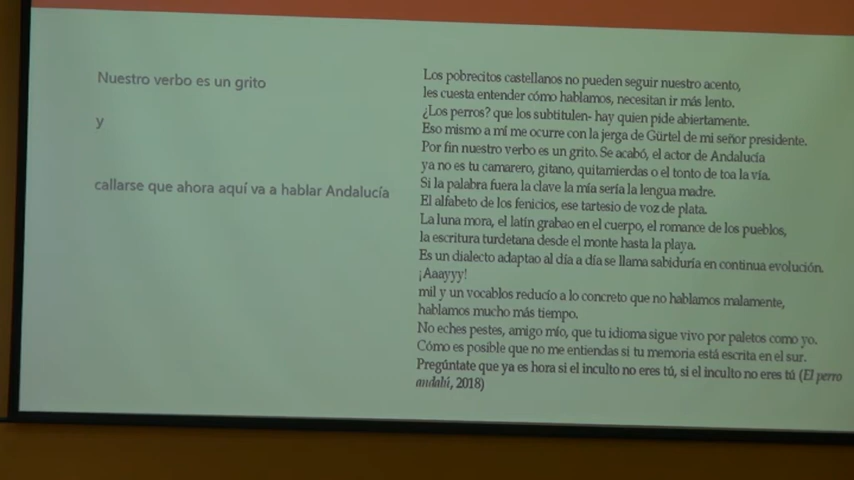 Nuestro verbo es un grito
y
callarse que ahora aquí va a hablar Andalucía
Los pobrecitos castellanos no pueden seguir nuestro acento,
les cuesta entender cómo hablamos, necesitan ir más lento.
¿Los perros? que los subtitulen- hay quien pide abiertamente.
Eso mismo a mí me ocurre con la jerga de Gürtel de mi señor presidente.
Por fin nuestro verbo es un grito. Se acabó, el actor de Andalucía
ya no es tu camarero, gitano, quitamierdas o el tonto de toa la vía.
Si la palabra fuera la clave la mía sería la lengua madre.
El alfabeto de los fenicios, ese tartesio de voz de plata.
La luna mora, el latín grabao en el cuerpo, el romance de los pueblos,
la escritura turdetana desde el monte hasta la playa.
Es un dialecto adaptao al día a día se llama sabiduría en continua evolución.
¡Aaayyy!
mil y un vocablos reducío a lo concreto que no hablamos malamente,
hablamos mucho más tiempo.
No eches pestes, amigo mío, que tu idioma sigue vivo por paletos como yo.
Cómo es posible que no me entiendas si tu memoria está escrita en el sur.
Pregúntate que ya es hora si el inculto no eres tú, si el inculto no eres tú (El perro
andalú, 2018)